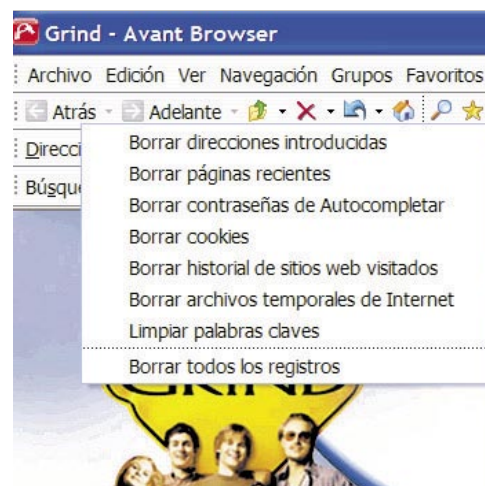 Grind - Avant Browser
Archivo Edición Ver Navegación Grupos Favoritos
Atrás Adelante
Direcci
Búsque
Borrar direcciones introducidas
Borrar páginas recientes
Borrar contraseñas de Autocompletar
Borrar cookies
Borrar historial de sitios web visitados
Borrar archivos temporales de Internet
Limpiar palabras claves
Borrar todos los registros
GRIND